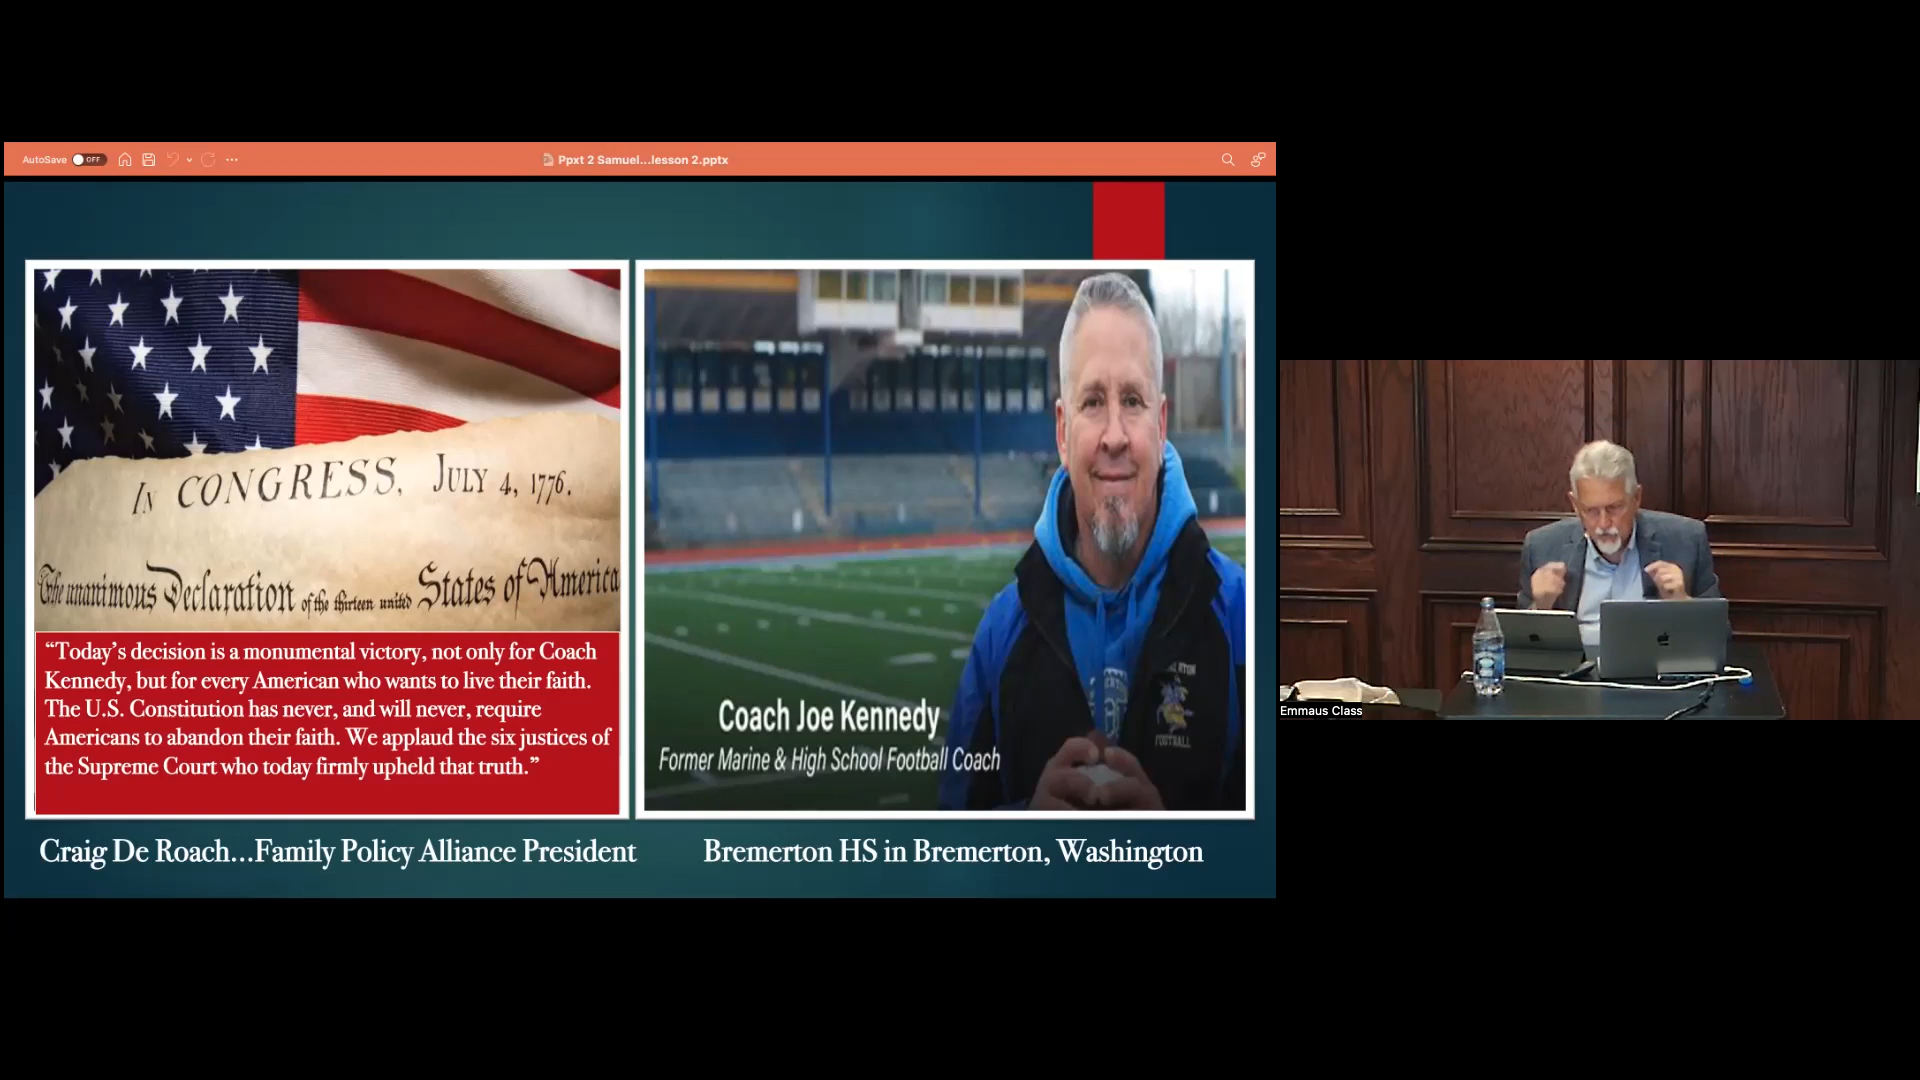 AutoSave OFF
Ppxt 2 Samuel...lesson 2.pptx
IN CONGRESS, JULY 4, 1776.
The unanimous Declaration of the thirteen united States of America
“Today’s decision is a monumental victory, not only for Coach
Kennedy, but for every American who wants to live their faith.
The U.S. Constitution has never, and will never, require
Americans to abandon their faith. We applaud the six justices of
the Supreme Court who today firmly upheld that truth.”
Craig De Roach...Family Policy Alliance President
FOOTBALL
Coach Joe Kennedy
Former Marine & High School Football Coach
Bremerton HS in Bremerton, Washington
Emmaus Class